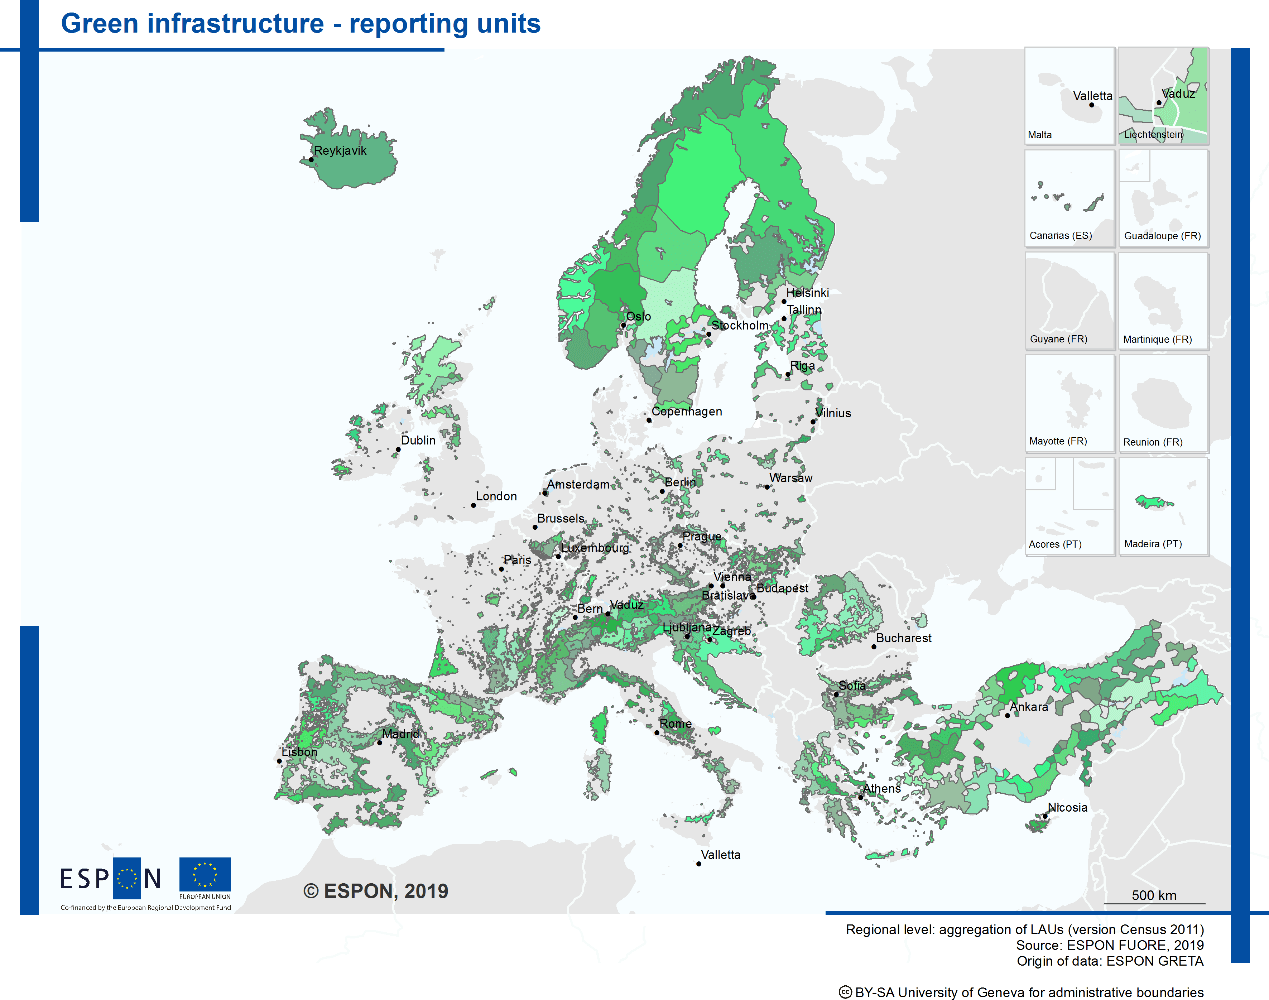 Green infrastructure - reporting units
Valletta
Malta
Vaduz
Liechtenstein
Reykjavik
Canarias (ES)
Guadaloupe (FR)
Helsinki
Tallinn
Oslo
Stockholm
Guyane (FR)
Martinique (FR)
Riga
Copenhagen
Vilnius
Dublin
Mayotte (FR)
Reunion (FR)
London
Amsterdam
Berlin
Warsaw
Brussels
Luxembourg
Prague
Paris
Acores (PT)
Madeira (PT)
Vienna
Bratislava
Budapest
Bern
Vaduz
Ljubljana
Zagreb
Bucharest
Sofia
Ankara
Rome
Madrid
Lisbon
Athens
Nicosia
Valletta
ESPON
EUROPEAN UNION
Co-financed by the European Regional Development Fund
© ESPON, 2019
500 km
Regional level: aggregation of LAUs (version Census 2011)
Source: ESPON FUORE, 2019
Origin of data: ESPON GRETA
cc BY-SA University of Geneva for administrative boundaries